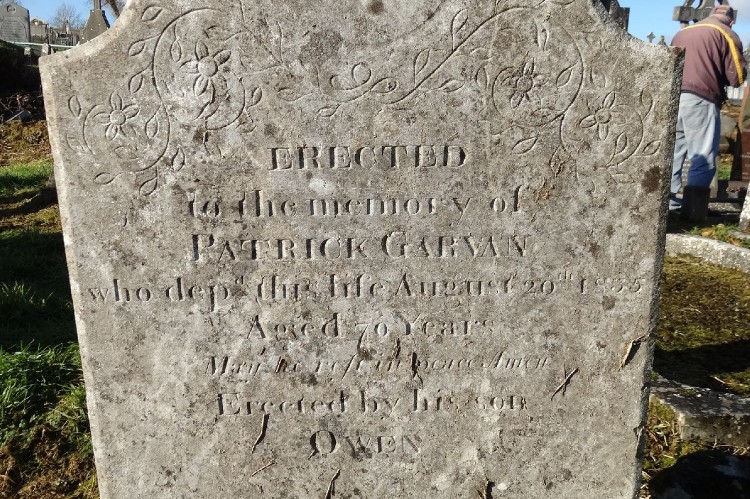 ERECTED
to the memory of
PATRICK GARVAN
who depd. this life August 20th 1855
Aged 70 Years
May he rest in peace Amen
Erected by his son
OWEN